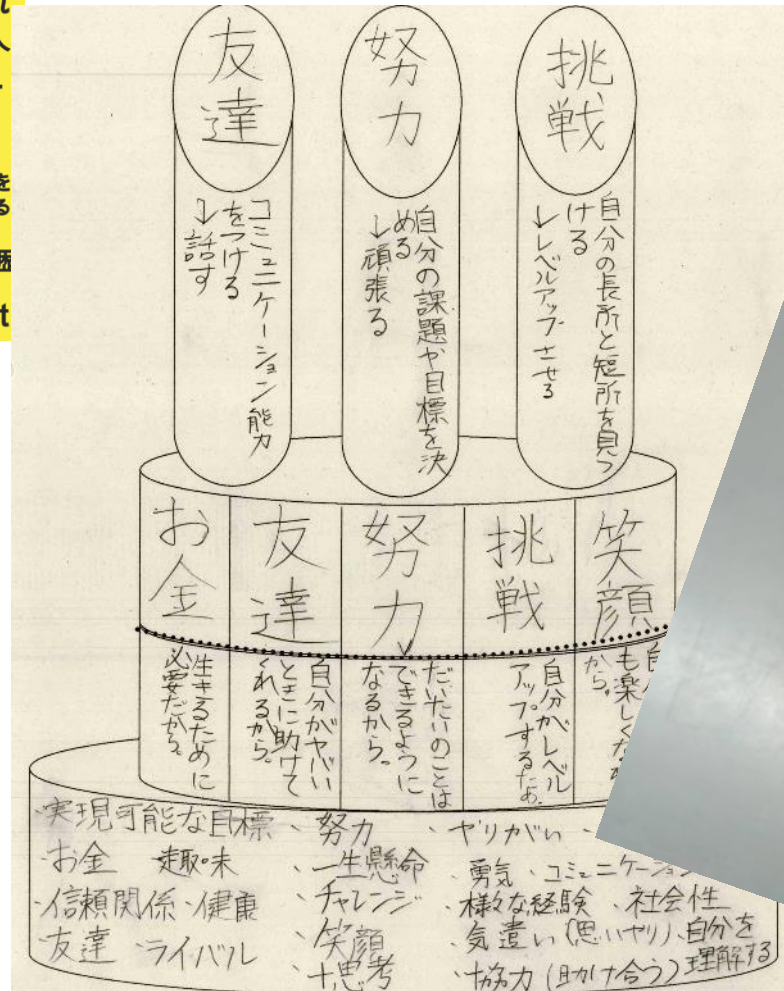 を
る
t
挑
戦
自分の長所と短所を見つ
ける
↓レベルアップさせる
努
力
自分の課題や目標を決
める
↓頑張る
友
達
コミュニケーション能力
をつける
↓話す
笑
顔
も楽しくな
から。
挑
戦
自分がレベル
アップするため
努
力
だいたいのことは
できるように
なるから。
友
達
自分がヤバい
ときに助けて
くれるから。
お
金
生きるために
必要だから。
・実現可能な目標 ・努力 ・ヤリがい ・
・お金 趣味 ・一生懸命 ・勇気 ・コミュニケーション
・信頼関係 ・健康 ・チャレンジ ・様々な経験 ・社会性
友達 ライバル ・笑顔 ・気遣い(思いやり) ・自分を理解する
・十思考 ・協力(助け合う)